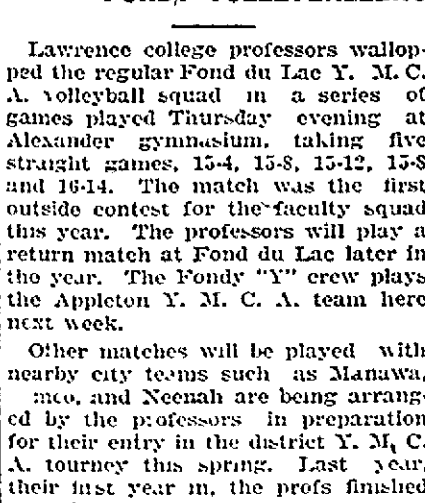 Lawrence college professors wallop-
ped the regular Fond du Lac Y. M. C.
A. volleyball squad in a series of
games played Thursday evening at
Alexander gymnasium, taking five
straight games, 15-4, 15-8, 15-12, 15-8
and 16-14. The match was the first
outside contest for the faculty squad
this year. The professors will play a
return match at Fond du Lac later in
the year. The Fondy "Y" crew plays
the Appleton Y. M. C. A. team here
next week.
Other matches will be played with
nearby city teams such as Manawa,
and Neenah are being arrang-
ed by the professors in preparation
for their entry in the district Y. M. C.
A. tourney this spring. Last year,
their first year in, the profs finished